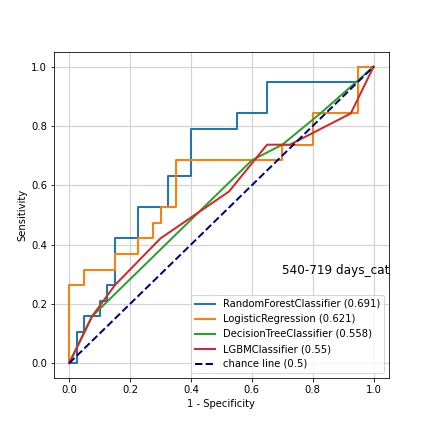 1.0
0.8
0.6
0.4
0.2
0.0
Sensitivity
540-719 days_cat
RandomForestClassifier (0.691)
LogisticRegression (0.621)
DecisionTreeClassifier (0.558)
LGBMClassifier (0.55)
chance line (0.5)
0.0 0.2 0.4 0.6 0.8 1.0
1 - Specificity